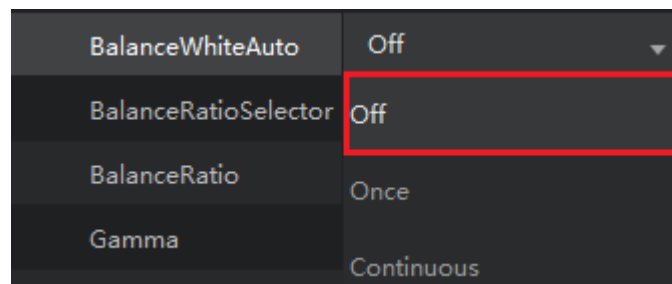 BalanceWhiteAuto Off
BalanceRatioSelector Off
BalanceRatio Once
Gamma
Continuous